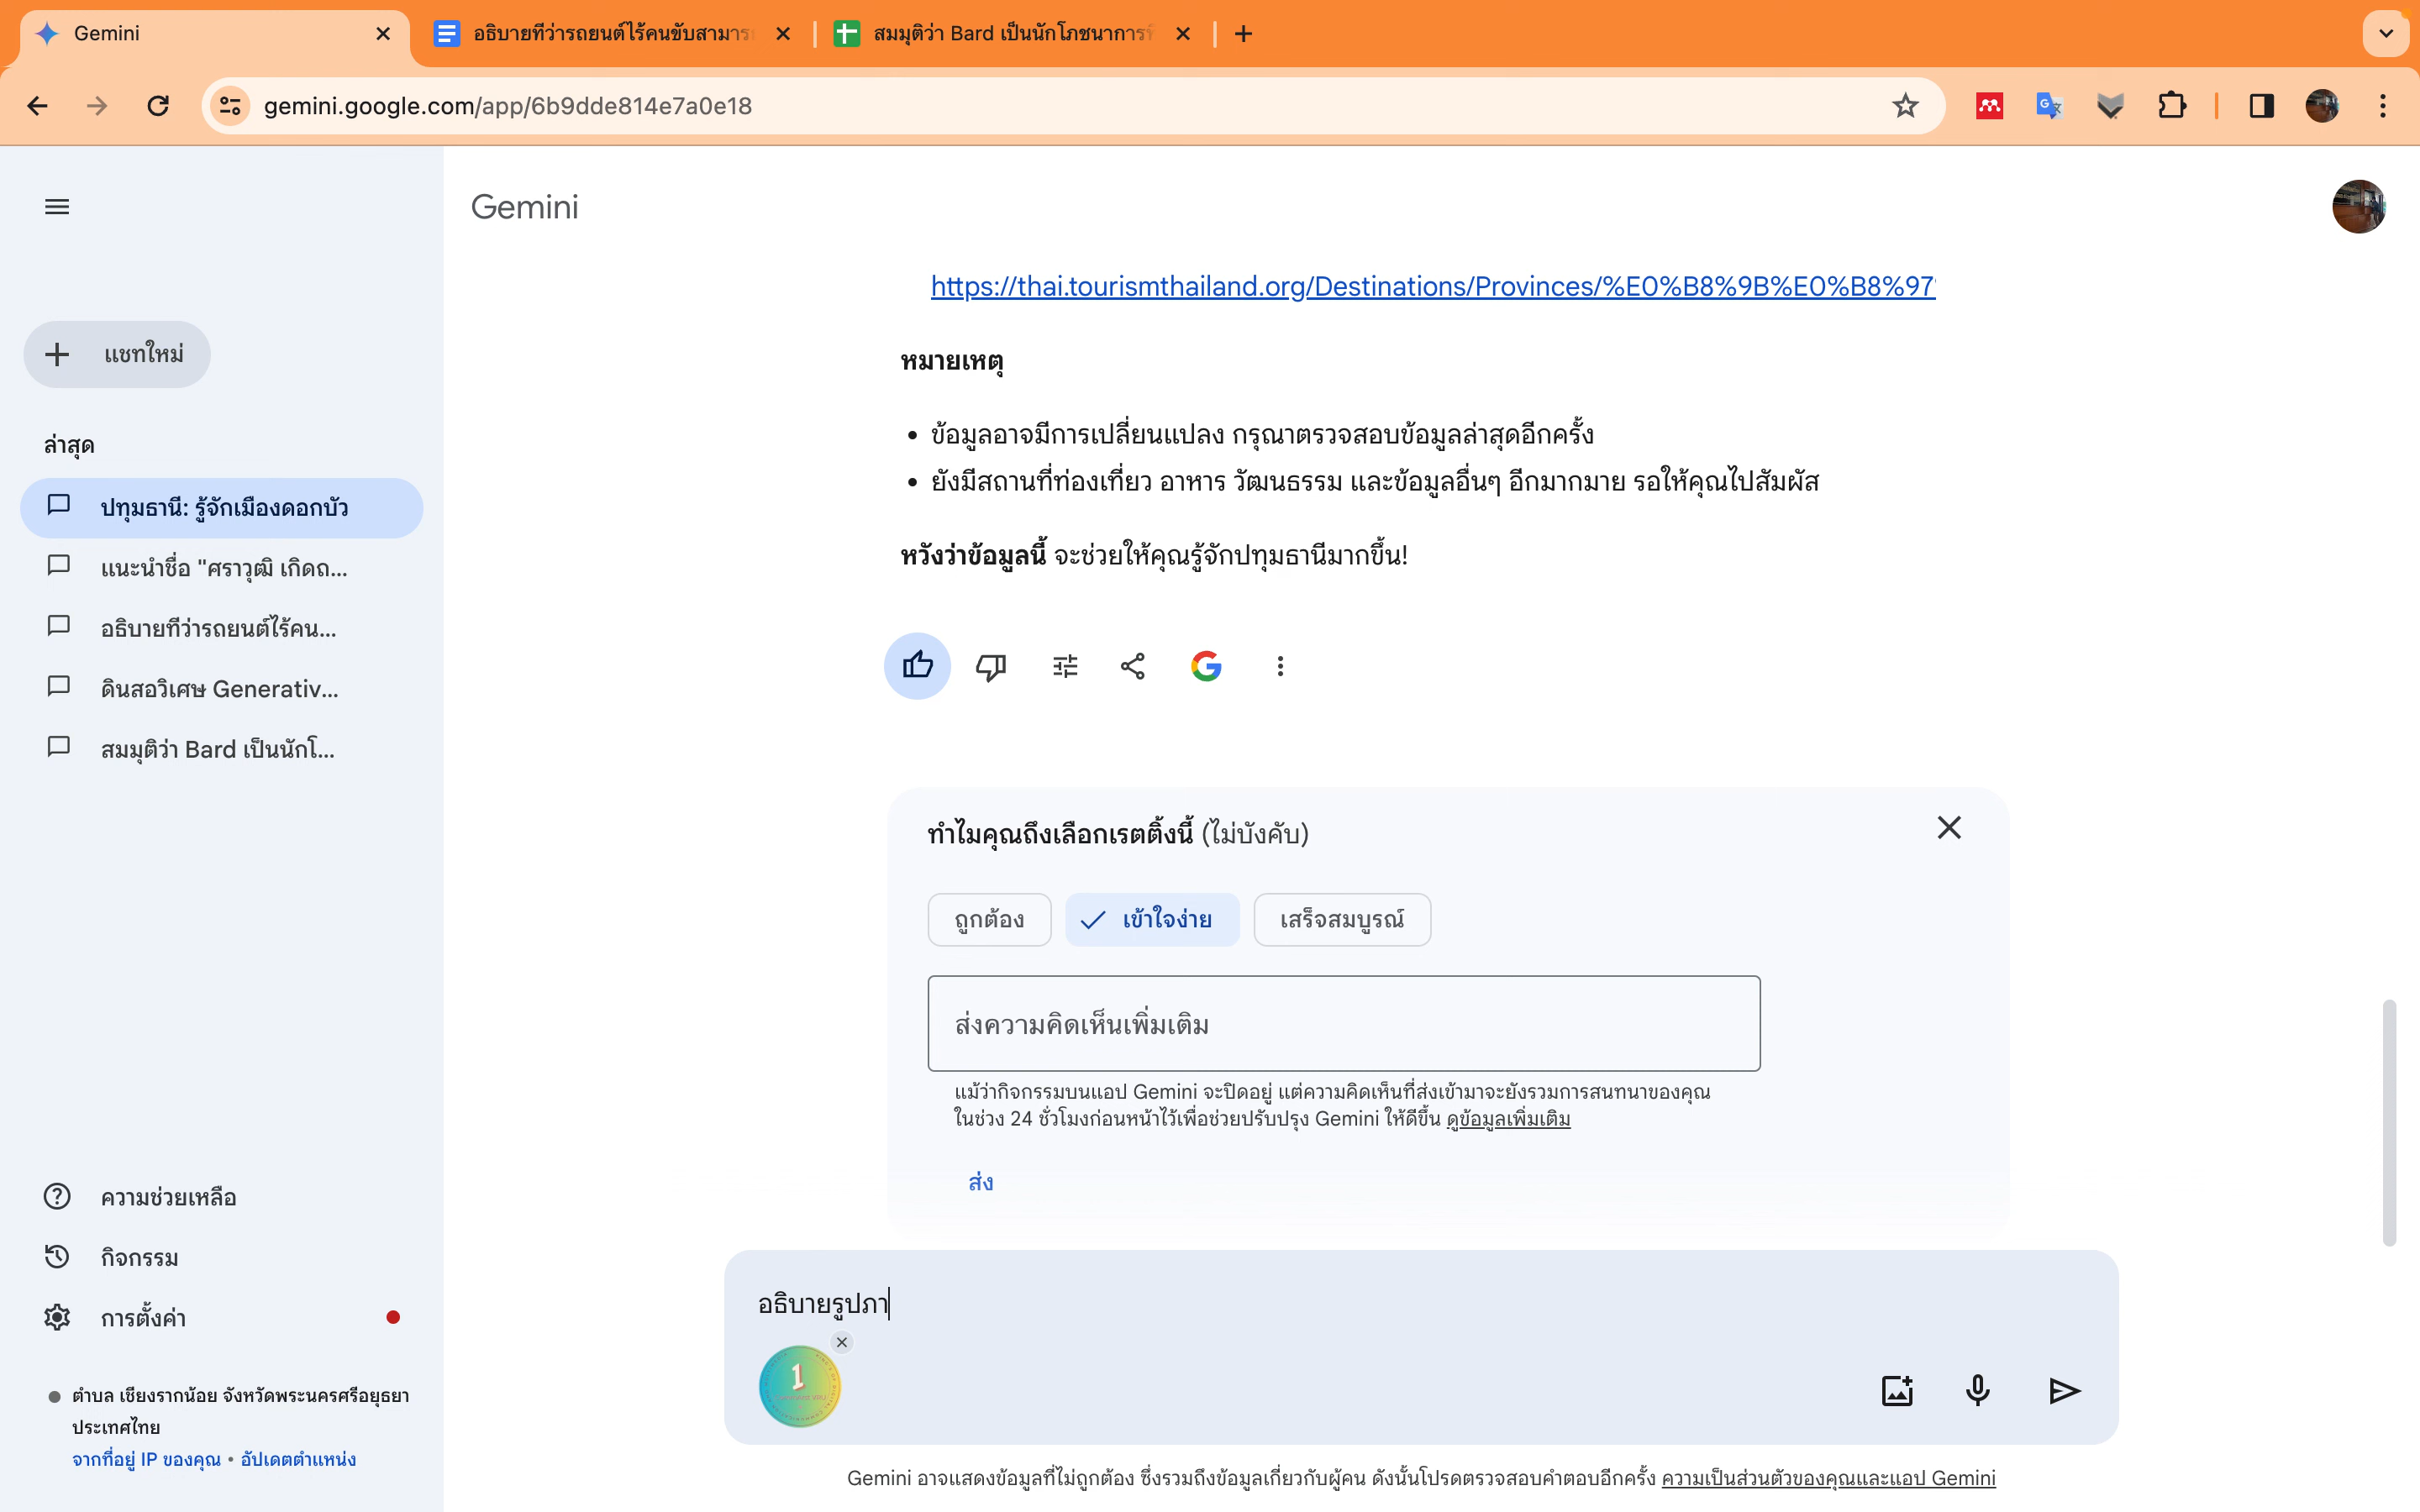 Gemini
อธิบายทีว่ารถยนต์ไร้คนขับสามาร
สมมุติว่า Bard เป็นนักโภชนาการ
gemini.google.com/app/6b9dde814e7a0e18
Gemini
แชทใหม่
ล่าสุด
ปทุมธานี: รู้จักเมืองดอกบัว
แนะนำชื่อ "ศราวุฒิ เกิดถ...
อธิบายทีว่ารถยนต์ไร้คน...
ดินสอวิเศษ Generativ...
สมมุติว่า Bard เป็นนักโ...
ความช่วยเหลือ
กิจกรรม
การตั้งค่า
ตำบล เชียงรากน้อย จังหวัดพระนครศรีอยุธยา
ประเทศไทย
จากที่อยู่ IP ของคุณ • อัปเดตตำแหน่ง
https://thai.tourismthailand.org/Destinations/Provinces/%E0%B8%9B%E0%B8%97
หมายเหตุ
• ข้อมูลอาจมีการเปลี่ยนแปลง กรุณาตรวจสอบข้อมูลล่าสุดอีกครั้ง
• ยังมีสถานที่ท่องเที่ยว อาหาร วัฒนธรรม และข้อมูลอื่นๆ อีกมากมาย รอให้คุณไปสัมผัส
หวังว่าข้อมูลนี้ จะช่วยให้คุณรู้จักปทุมธานีมากขึ้น!
ทำไมคุณถึงเลือกเรตติ้งนี้ (ไม่บังคับ)
ถูกต้อง
เข้าใจง่าย
เสร็จสมบูรณ์
ส่งความคิดเห็นเพิ่มเติม
แม้ว่ากิจกรรมบนแอป Gemini จะปิดอยู่ แต่ความคิดเห็นที่ส่งเข้ามาจะยังรวมการสนทนาของคุณ
ในช่วง 24 ชั่วโมงก่อนหน้าไว้เพื่อช่วยปรับปรุง Gemini ให้ดีขึ้น ดูข้อมูลเพิ่มเติม
ส่ง
อธิบายรูปภา
1
Gemini อาจแสดงข้อมูลที่ไม่ถูกต้อง ซึ่งรวมถึงข้อมูลเกี่ยวกับผู้คน ดังนั้นโปรดตรวจสอบคำตอบอีกครั้ง ความเป็นส่วนตัวของคุณและแอป Gemini